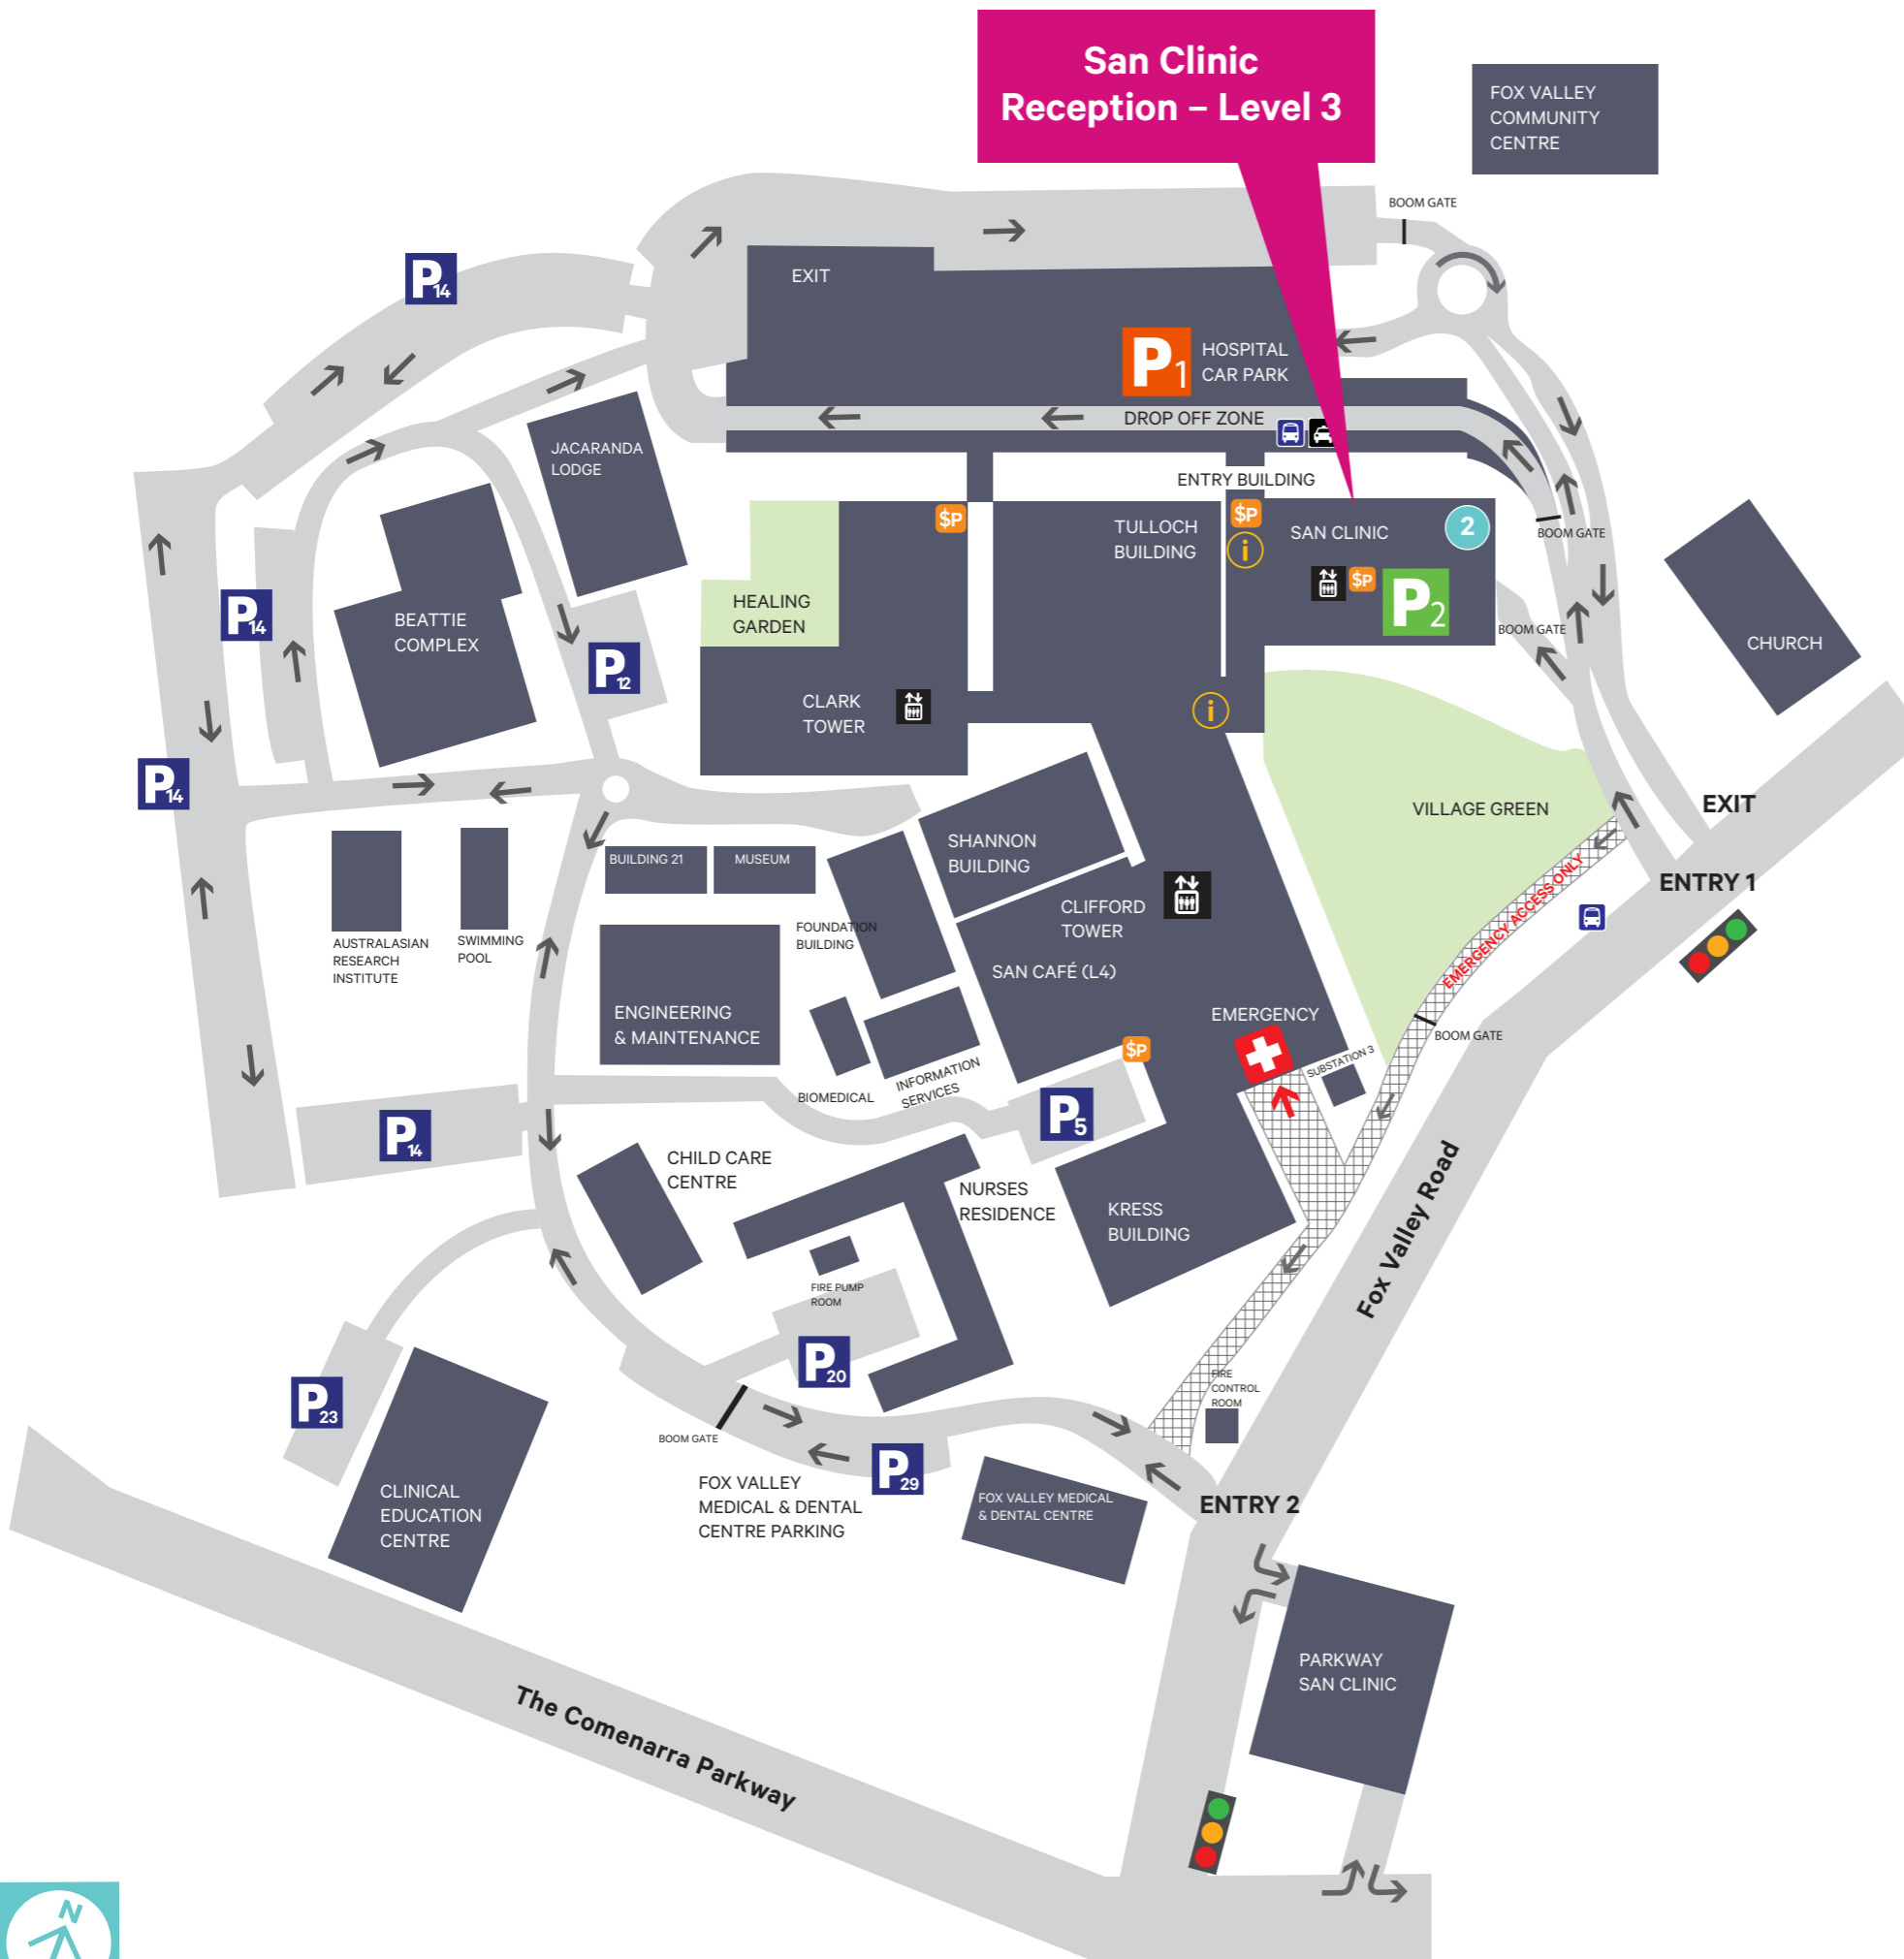 San Clinic
Reception – Level 3
FOX VALLEY
COMMUNITY
CENTRE
BOOM GATE
EXIT
P14
P1
HOSPITAL
CAR PARK
DROP OFF ZONE
JACARANDA
LODGE
ENTRY BUILDING
$P
$P
i
TULLOCH
BUILDING
SAN CLINIC
2
BOOM GATE
$P
P2
HEALING
GARDEN
P14
BEATTIE
COMPLEX
BOOM GATE
CHURCH
P12
CLARK
TOWER
i
P14
VILLAGE GREEN
EXIT
SHANNON
BUILDING
BUILDING 21
MUSEUM
ENTRY 1
EMERGENCY ACCESS ONLY
CLIFFORD
TOWER
FOUNDATION
BUILDING
AUSTRALASIAN
RESEARCH
INSTITUTE
SWIMMING
POOL
SAN CAFÉ (L4)
ENGINEERING
& MAINTENANCE
EMERGENCY
BOOM GATE
$P
SUBSTATION 3
INFORMATION
SERVICES
BIOMEDICAL
P5
P14
CHILD CARE
CENTRE
NURSES
RESIDENCE
KRESS
BUILDING
Fox Valley Road
FIRE PUMP
ROOM
P20
FIRE
CONTROL
ROOM
P23
BOOM GATE
P29
FOX VALLEY
MEDICAL & DENTAL
CENTRE PARKING
FOX VALLEY MEDICAL
& DENTAL CENTRE
ENTRY 2
CLINICAL
EDUCATION
CENTRE
PARKWAY
SAN CLINIC
The Comenarra Parkway
N